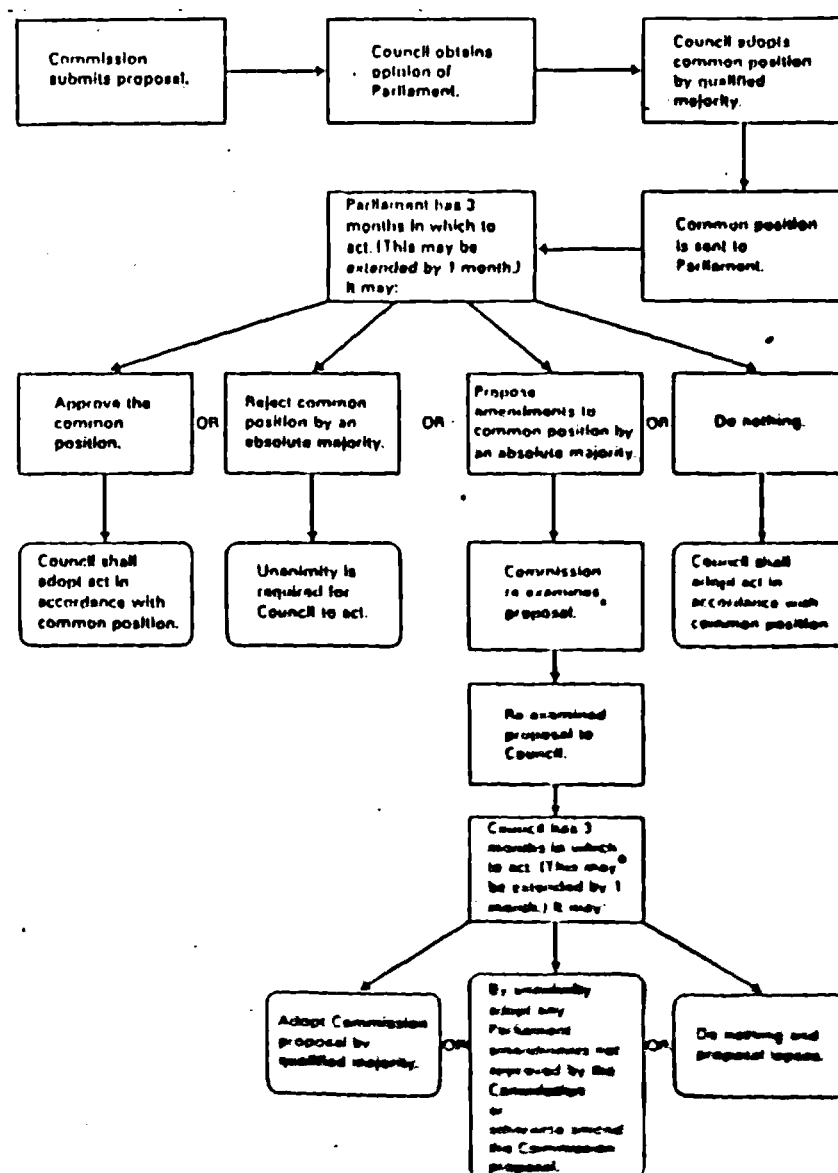 Commission
submits proposal.
Council obtains
opinion of
Parliament.
Council adopts
common position
by qualified
majority.
Parliament has 3
months in which to
act. (This may be
extended by 1 month.)
It may:
Common position
is sent to
Parliament.
Approve the
common
position.
OR
Reject common
position by an
absolute majority.
OR
Propose
amendments to
common position by
an absolute majority.
OR
Do nothing.
Council shall
adopt act in
accordance with
common position.
Unanimity is
required for
Council to act.
Commission
re examines
proposal.
Council shall
adopt act in
accordance with
common position
Re examined
proposal to
Council.
Council has 3
months in which
to act. (This may
be extended by 1
month.) It may
Adopt Commission
proposal by
qualified majority.
OR
By unanimity
adopt any
Parliament
amendments not
approved by the
Commission
or
otherwise amend
the Commission
proposal.
OR
Do nothing and
proposal lapses.